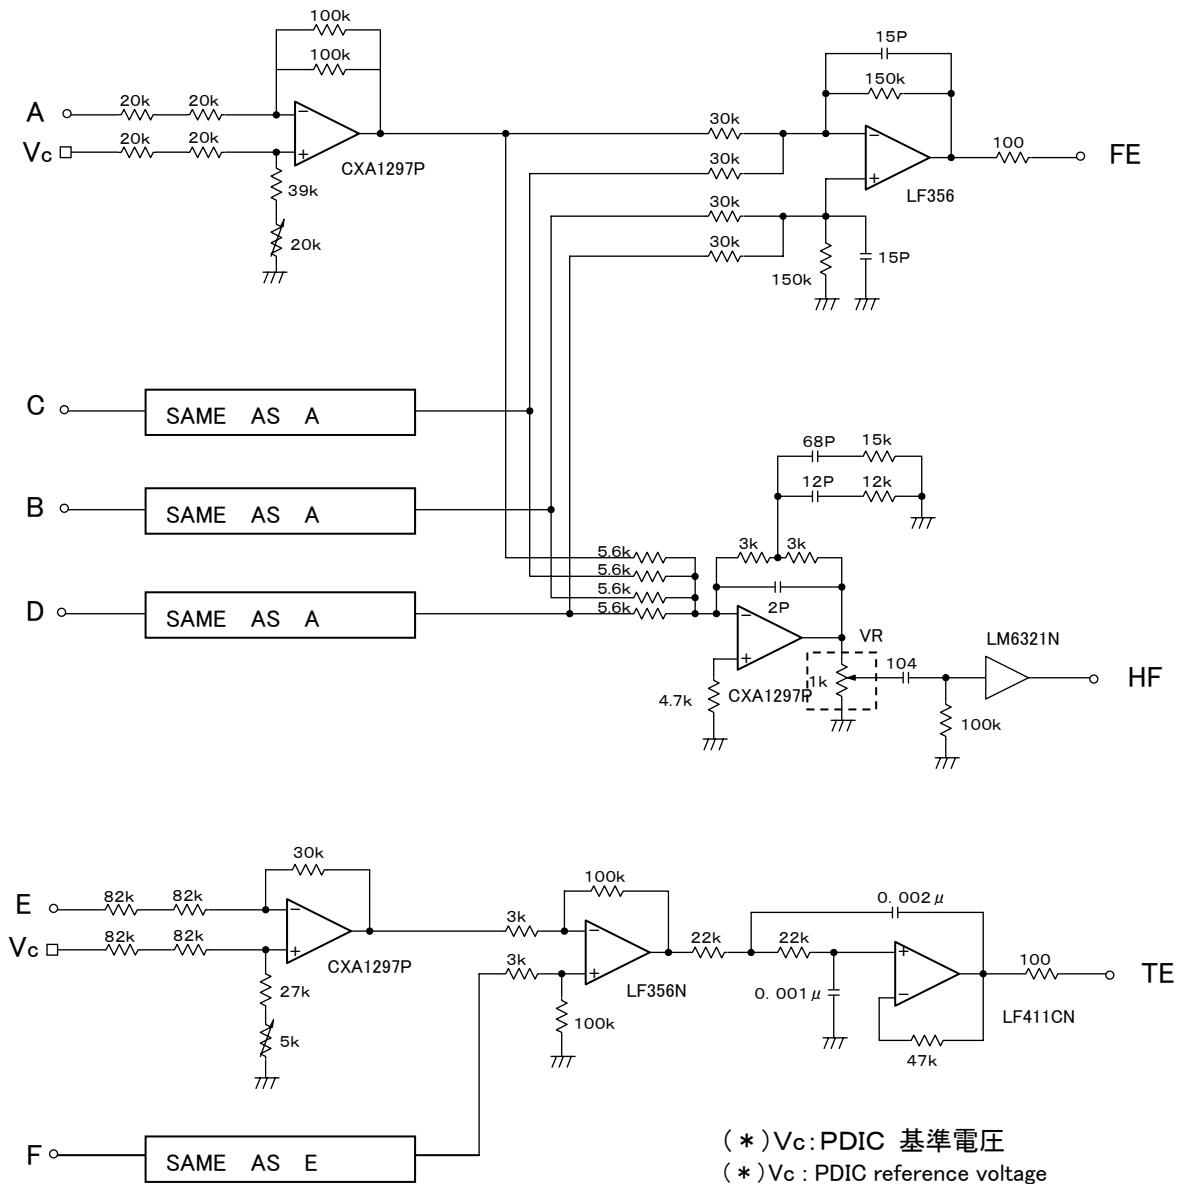 100k
100k
A
20k
20k
Vc
20k
20k
CXA1297P
39k
20k
15P
150k
30k
30k
30k
30k
150k
15P
LF356
100
FE
C
SAME AS A
B
SAME AS A
D
SAME AS A
68P
15k
12P
12k
3k
3k
5.6k
5.6k
5.6k
5.6k
2P
4.7k
CXA1297P
VR
1k
104
100k
LM6321N
HF
30k
E
82k
82k
Vc
82k
82k
CXA1297P
27k
5k
100k
3k
3k
LF356N
100k
22k
22k
0.002μ
0.001μ
47k
LF411CN
100
TE
F
SAME AS E
(*)Vc:PDIC 基準電圧
(*)Vc : PDIC reference voltage